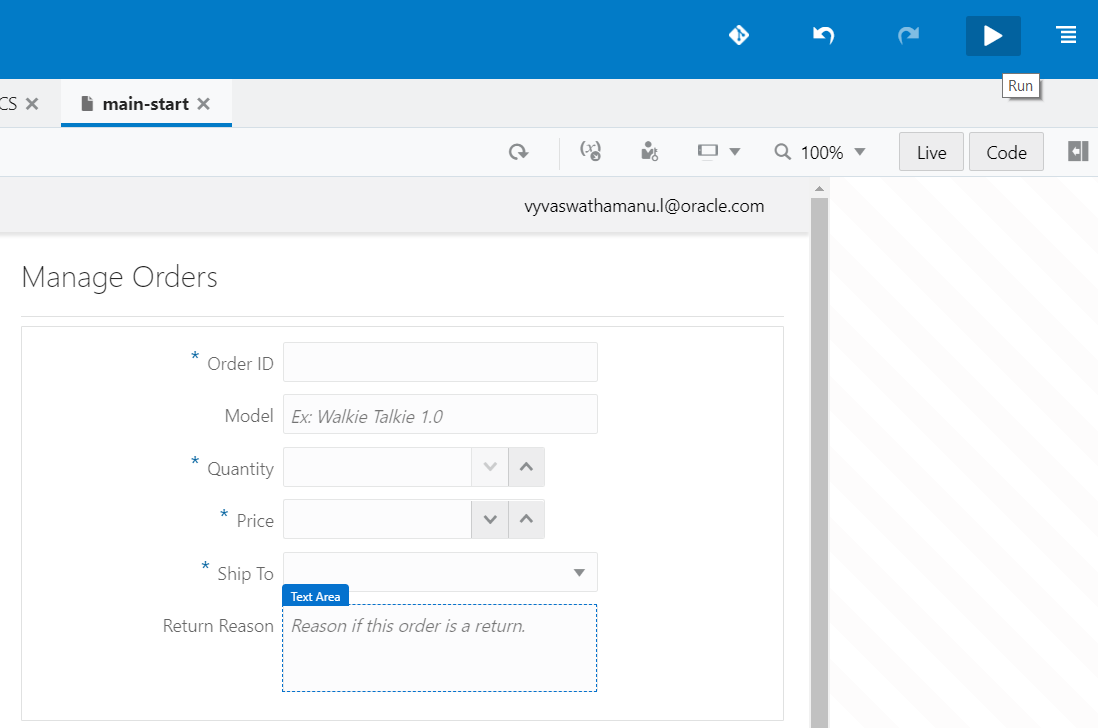 CS
main-start
Run
100%
Live
Code
vyvaswathamanu.l@oracle.com
Manage Orders
* Order ID
Model
Ex: Walkie Talkie 1.0
* Quantity
* Price
* Ship To
Text Area
Return Reason
Reason if this order is a return.